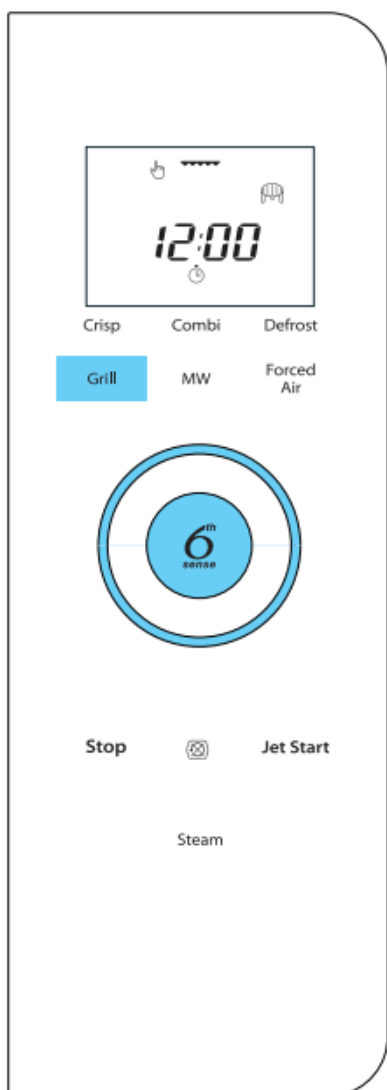 12:00
Crisp Combi Defrost
Grill MW Forced
Air
6th
sense
Stop Jet Start
Steam